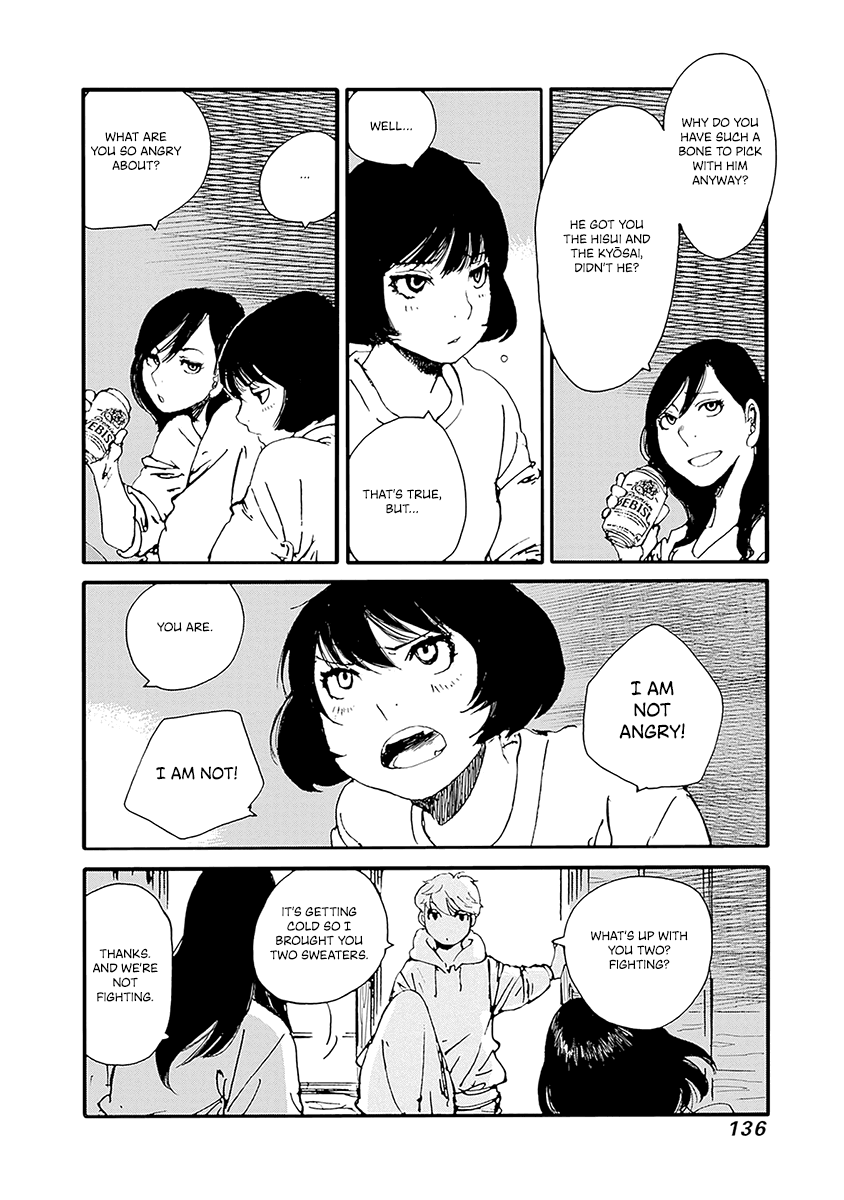 WHY DO YOU
HAVE SUCH A
BONE TO PICK
WITH HIM
ANYWAY?
HE GOT YOU
THE HISUI AND
THE KYŌSAI,
DIDN'T HE?
EBIS
WELL...
THAT'S TRUE,
BUT...
...
WHAT ARE
YOU SO ANGRY
ABOUT?
EBIS
I AM
NOT
ANGRY!
YOU ARE.
I AM NOT!
WHAT'S UP WITH
YOU TWO?
FIGHTING?
IT'S GETTING
COLD SO I
BROUGHT YOU
TWO SWEATERS.
THANKS.
AND WE'RE
NOT
FIGHTING.
136